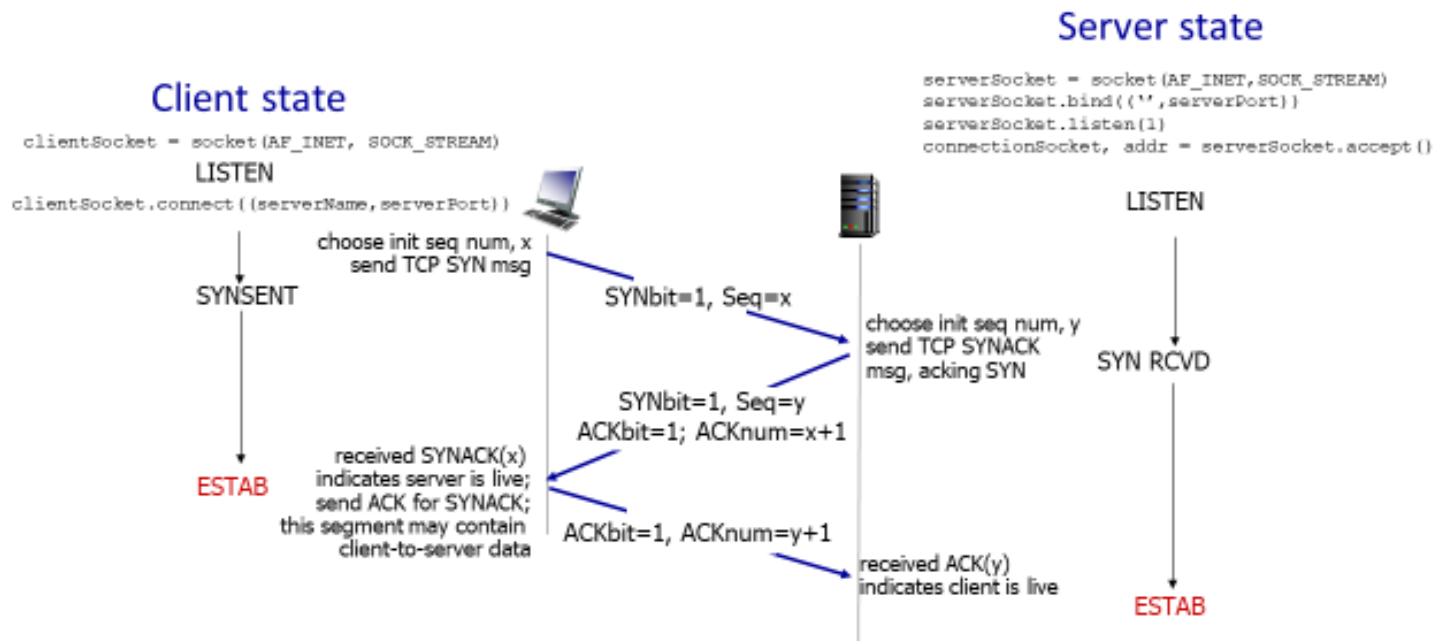 Server state
serverSocket = socket(AF_INET,SOCK_STREAM)
serverSocket.bind((‘’,serverPort))
serverSocket.listen(1)
connectionSocket, addr = serverSocket.accept()
Client state
clientSocket = socket(AF_INET, SOCK_STREAM)
LISTEN
clientSocket.connect((serverName,serverPort))
LISTEN
choose init seq num, x
send TCP SYN msg
SYNSENT
SYNbit=1, Seq=x
choose init seq num, y
send TCP SYNACK
msg, acking SYN
SYN RCVD
SYNbit=1, Seq=y
ACKbit=1; ACKnum=x+1
received SYNACK(x)
indicates server is live;
send ACK for SYNACK;
this segment may contain
client-to-server data
ESTAB
ACKbit=1, ACKnum=y+1
received ACK(y)
indicates client is live
ESTAB